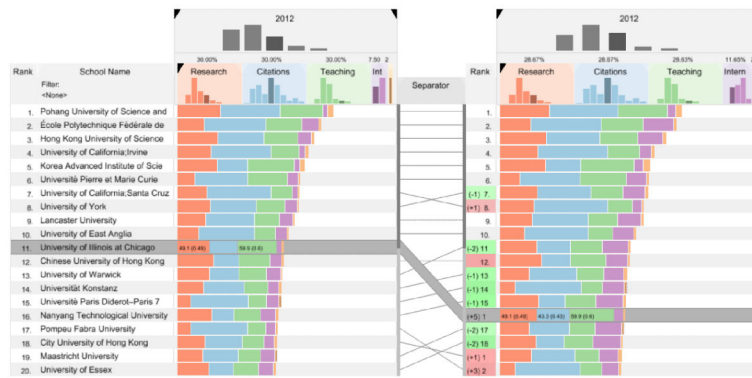 2012
2012
30.00% 30.00% 30.00% 7.50 2
28.67% 28.67% 28.63% 11.65% 2
Rank School Name Research Citations Teaching Int Separator Rank Research Citations Teaching Intern
Filter:
<None>
1. Pohang University of Science and 1.
2. École Polytechnique Fédérale de 2.
3. Hong Kong University of Science 3.
4. University of California;Irvine 4.
5. Korea Advanced Institute of Scie 5.
6. Université Pierre et Marie Curie 6.
7. University of California;Santa Cruz (-1) 7.
8. University of York (+1) 8.
9. Lancaster University 9.
10. University of East Anglia 10.
11. University of Illinois at Chicago 49.1 (0.49) 59.9 (0.6) (-2) 11
12. Chinese University of Hong Kong 12.
13. University of Warwick (-1) 13
14. Universität Konstanz (-1) 14
15. Université Paris Diderot–Paris 7 (-1) 15
16. Nanyang Technological University (+5) 1 49.1 (0.49) 43.3 (0.43) 59.9 (0.6)
17. Pompeu Fabra University (-2) 17
18. City University of Hong Kong (-2) 18
19. Maastricht University (+1) 1
20. University of Essex (+3) 2